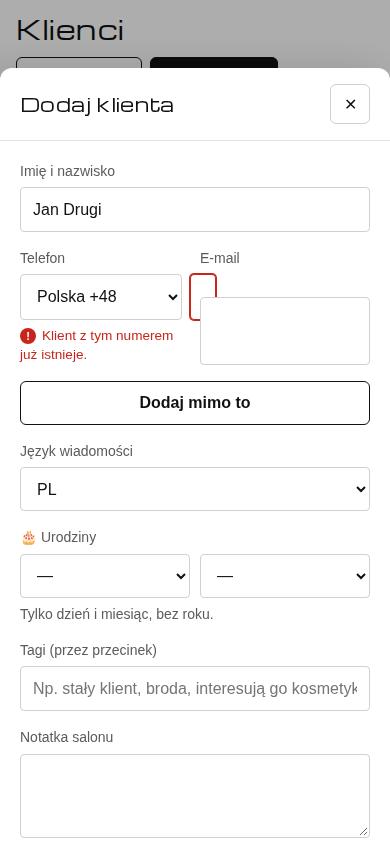 Klienci
Dodaj klienta
✕
Imię i nazwisko
Jan Drugi
Telefon
E-mail
Polska +48
! Klient z tym numerem
już istnieje.
Dodaj mimo to
Język wiadomości
PL
🎂 Urodziny
—
—
Tylko dzień i miesiąc, bez roku.
Tagi (przez przecinek)
Np. stały klient, broda, interesują go kosmetyk
Notatka salonu